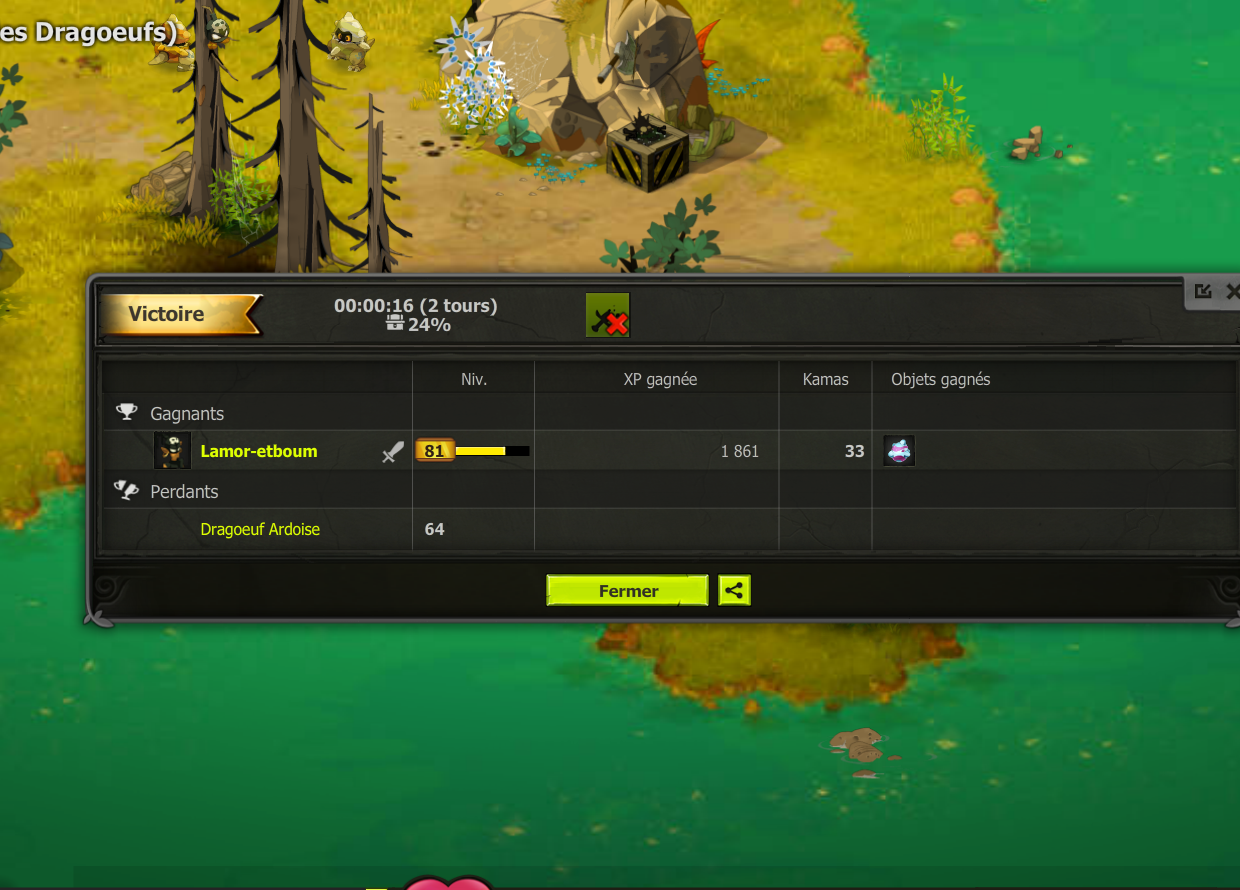 es Dragoeufs)
Victoire
00:00:16 (2 tours)
24%
Niv. XP gagnée Kamas Objets gagnés
Gagnants
Lamor-etboum 81 1 861 33
Perdants
Dragoeuf Ardoise 64
Fermer